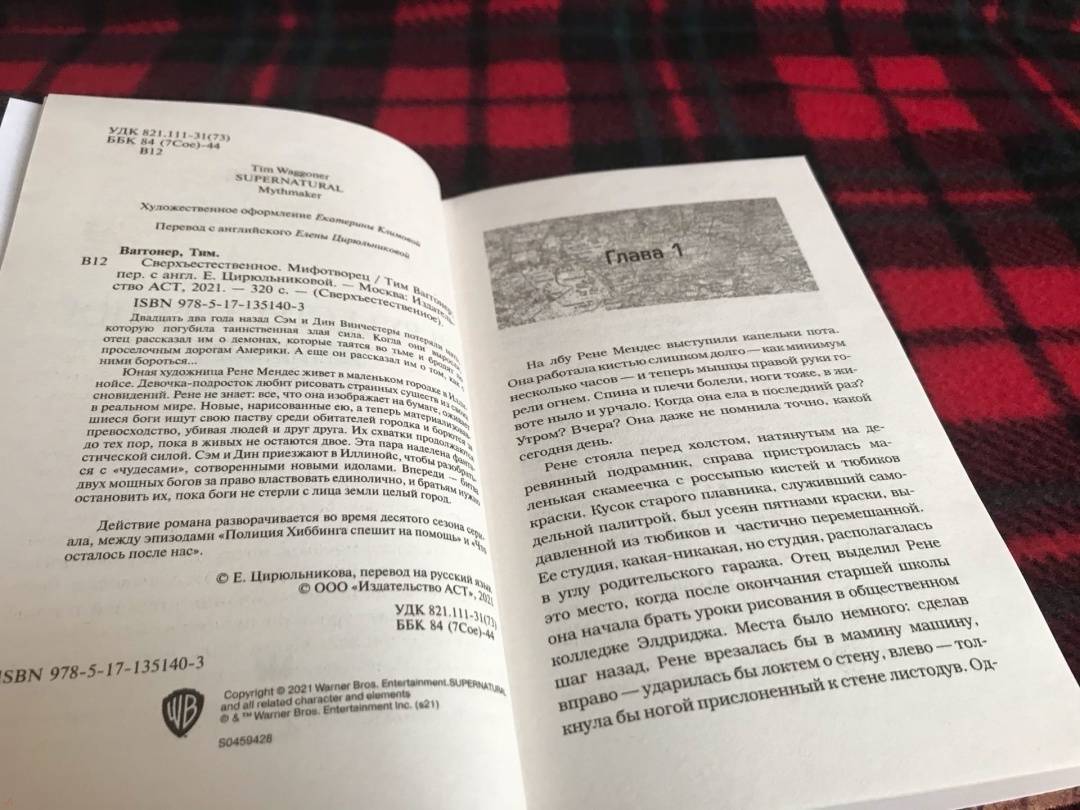 УДК 821.111-31(73)
ББК 84 (7Сое)-44
В12
Tim Waggoner
SUPERNATURAL
Mythmaker
Художественное оформление Екатерины Климовой
Перевод с английского Елены Цирюльниковой
Ваггонер, Тим.
В12 Сверхъестественное. Мифотворец / Тим Ваггонер,
пер. с англ. Е. Цирюльниковой. — Москва: Издатель-
ство АСТ, 2021. — 320 с. — (Сверхъестественное).
ISBN 978-5-17-135140-3
Двадцать два года назад Сэм и Дин Винчестеры потеряли мать,
которую погубила таинственная злая сила. Когда они выросли,
отец рассказал им о демонах, которые таятся во тьме и бродят по
проселочным дорогам Америки. А еще он рассказал им о том, как с
ними бороться...
Юная художница Рене Мендес живет в маленьком городке в Илли-
нойсе. Девочка-подросток любит рисовать странных существ из своих
сновидений. Рене не знает: все, что она изображает на бумаге, оживает
в реальном мире. Новые, нарисованные ею, а теперь материализовав-
шиеся боги ищут свою паству среди обитателей городка и борются за
превосходство, убивая людей и друг друга. Их схватки продолжаются
до тех пор, пока в живых не остаются двое. Эта пара наделена фанта-
стической силой. Сэм и Дин приезжают в Иллинойс, чтобы разобрать-
ся с «чудесами», сотворенными новыми идолами. Впереди — битва
двух мощных богов за право властвовать единолично, и братьям нужно
остановить их, пока боги не стерли с лица земли целый город.
Действие романа разворачивается во время десятого сезона сери-
ала, между эпизодами «Полиция Хиббинга спешит на помощь» и «Что
осталось после нас».
© Е. Цирюльникова, перевод на русский язык
© ООО «Издательство АСТ», 2021
УДК 821.111-31(73)
ББК 84 (7Сое)-44
ISBN 978-5-17-135140-3
WB
Copyright © 2021 Warner Bros. Entertainment.SUPERNATURAL
and all related character and elements
© & ™ Warner Bros. Entertainment Inc. (s21)
S0459428
Глава 1
На лбу Рене Мендес выступили капельки пота.
Она работала кистью слишком долго — как минимум
несколько часов — и теперь мышцы правой руки го-
рели огнем. Спина и плечи болели, ноги тоже, в жи-
воте ныло и урчало. Когда она ела в последний раз?
Утром? Вчера? Она даже не помнила точно, какой
сегодня день.
Рене стояла перед холстом, натянутым на де-
ревянный подрамник, справа пристроилась ма-
ленькая скамеечка с россыпью кистей и тюбиков
краски. Кусок старого плавника, служивший само-
дельной палитрой, был усеян пятнами краски, вы-
давленной из тюбиков и частично перемешанной.
Ее студия, какая-никакая, но студия, располагалась
в углу родительского гаража. Отец выделил Рене
это место, когда после окончания старшей школы
она начала брать уроки рисования в общественном
колледже Элдриджа. Места было немного: сделав
шаг назад, Рене врезалась бы в мамину машину,
вправо — ударилась бы локтем о стену, влево — тол-
кнула бы ногой прислоненный к стене листодув. Од-